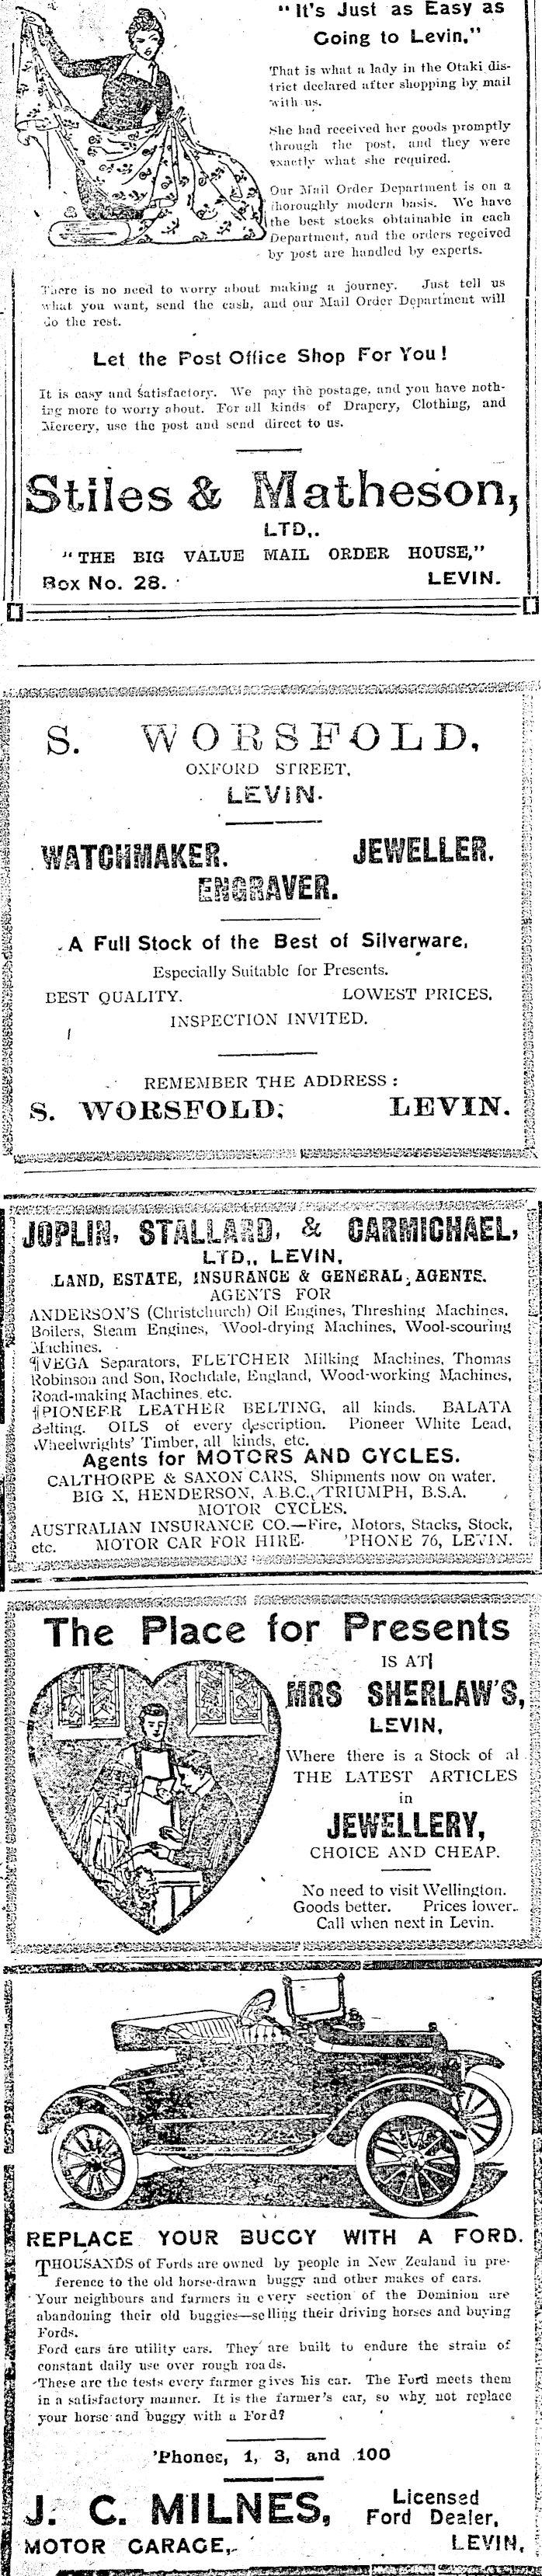 "It's Just as Easy as
Going to Levin."
That is what a lady in the Otaki dis-
trict declared after shopping by mail
with us.
She had received her goods promptly
through the post, and they were
exactly what she required.
Our Mail Order Department is on a
thoroughly modern basis. We have
the best stocks obtainable in each
Department, and the orders received
by post are handled by experts.
There is no need to worry about making a journey. Just tell us
what you want, send the cash, and our Mail Order Department will
do the rest.
Let the Post Office Shop For You!
It is easy and satisfactory. We pay the postage, and you have noth-
ing more to worry about. For all kinds of Drapery, Clothing, and
Mercery, use the post and send direct to us.
Stiles & Matheson,
LTD,.
"THE BIG VALUE MAIL ORDER HOUSE,"
Box No. 28. LEVIN.
S. WORSFOLD,
OXFORD STREET,
LEVIN.
WATCHMAKER. JEWELLER.
ENGRAVER.
A Full Stock of the Best of Silverware,
Especially Suitable for Presents.
BEST QUALITY. LOWEST PRICES.
INSPECTION INVITED.
REMEMBER THE ADDRESS:
S. WORSFOLD; LEVIN.
JOPLIN, STALLARD, & CARMICHAEL,
LTD,, LEVIN,
LAND, ESTATE, INSURANCE & GENERAL, AGENTS.
AGENTS FOR
ANDERSON'S (Christchurch) Oil Engines, Threshing Machines,
Boilers, Steam Engines, Wool-drying Machines, Wool-scouring
Machines.
¶VEGA Separators, FLETCHER Milking Machines, Thomas
Robinson and Son, Rochdale, England, Wood-working Machines,
Road-making Machines, etc.
¶PIONEER LEATHER BELTING, all kinds. BALATA
Belting. OILS of every description. Pioneer White Lead,
Wheelwrights' Timber, all kinds, etc.
Agents for MOTORS AND CYCLES.
CALTHORPE & SAXON CARS, Shipments now on water.
BIG X, HENDERSON, A.B.C., TRIUMPH, B.S.A.
MOTOR CYCLES.
AUSTRALIAN INSURANCE CO.—Fire, Motors, Stacks, Stock,
etc. MOTOR CAR FOR HIRE. 'PHONE 76, LEVIN.
The Place for Presents
IS AT
MRS SHERLAW'S,
LEVIN,
Where there is a Stock of al
THE LATEST ARTICLES
in
JEWELLERY,
CHOICE AND CHEAP.
No need to visit Wellington.
Goods better. Prices lower.
Call when next in Levin.
REPLACE YOUR BUGGY WITH A FORD.
THOUSANDS of Fords are owned by people in New Zealand in pre-
ference to the old horse-drawn buggy and other makes of cars.
Your neighbours and farmers in every section of the Dominion are
abandoning their old buggies—selling their driving horses and buying
Fords.
Ford cars are utility cars. They are built to endure the strain of
constant daily use over rough roads.
These are the tests every farmer gives his car. The Ford meets them
in a satisfactory manner. It is the farmer's car, so why not replace
your horse and buggy with a Ford?
'Phones, 1, 3, and 100
J. C. MILNES, Licensed
Ford Dealer,
MOTOR GARAGE, LEVIN,